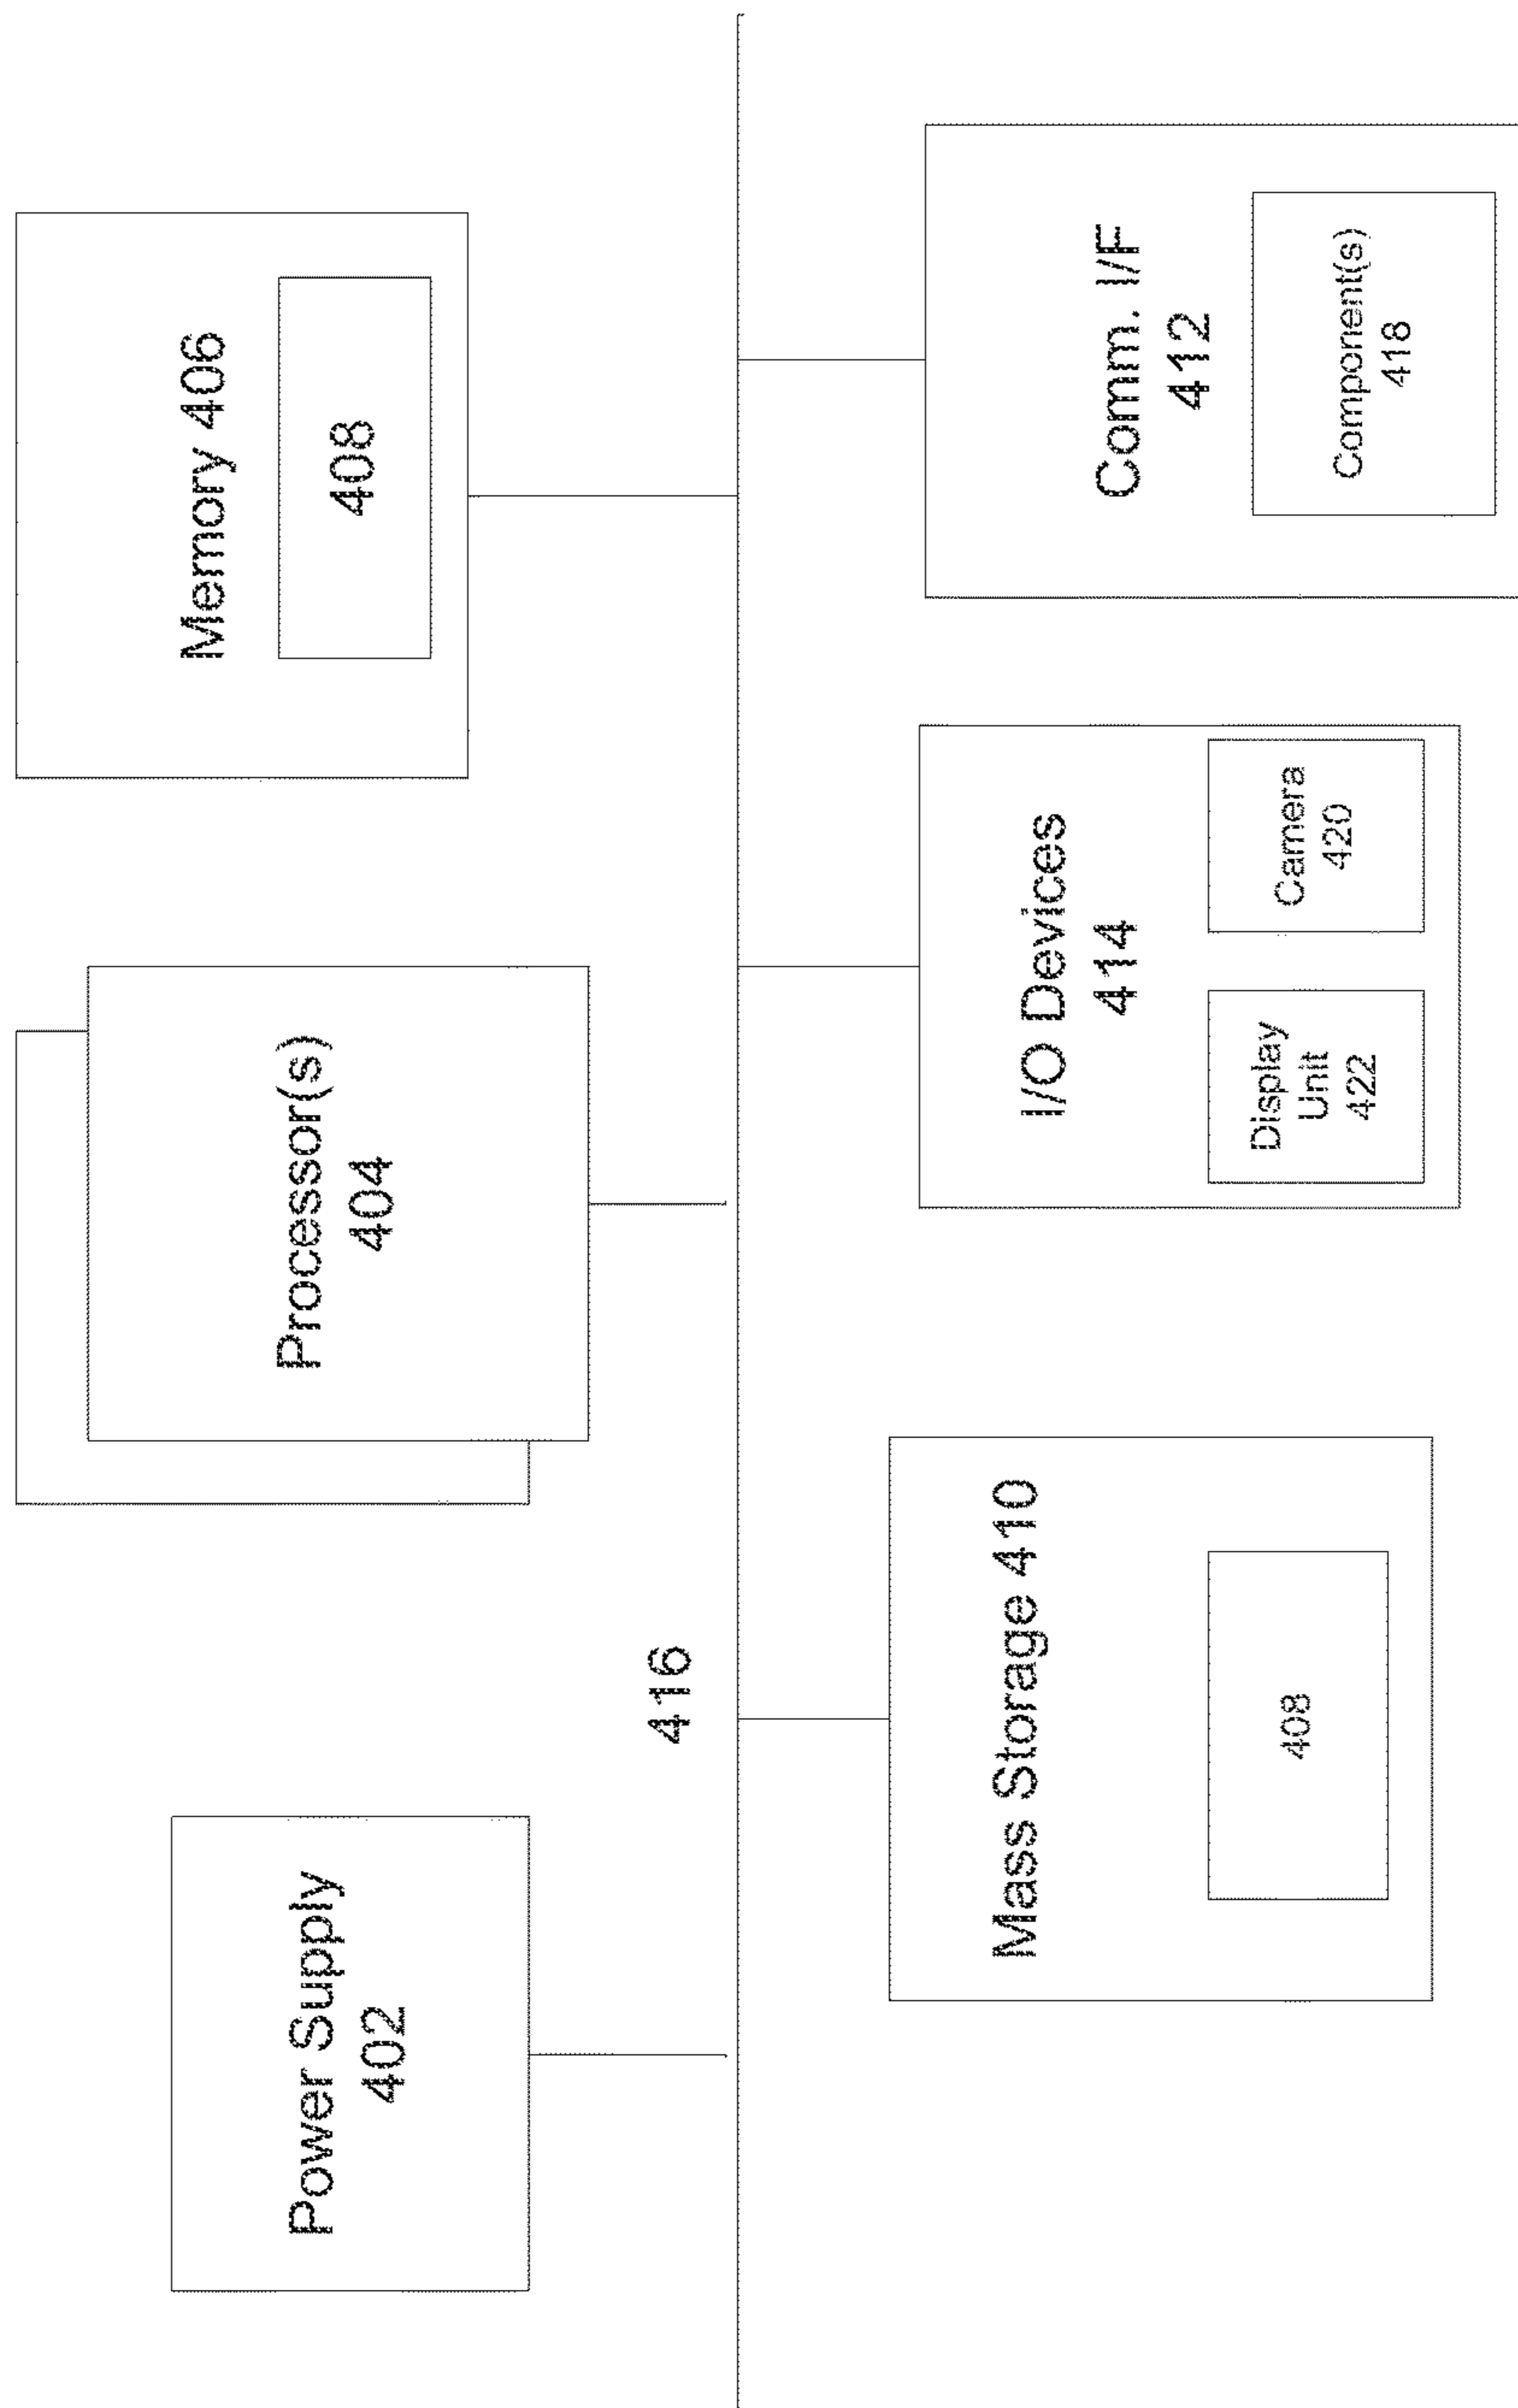 Power Supply
402
Processor(s)
404
Memory 406
408
416
Mass Storage 410
408
I/O Devices
414
Display
Unit
422
Camera
420
Comm. I/F
412
Component(s)
418